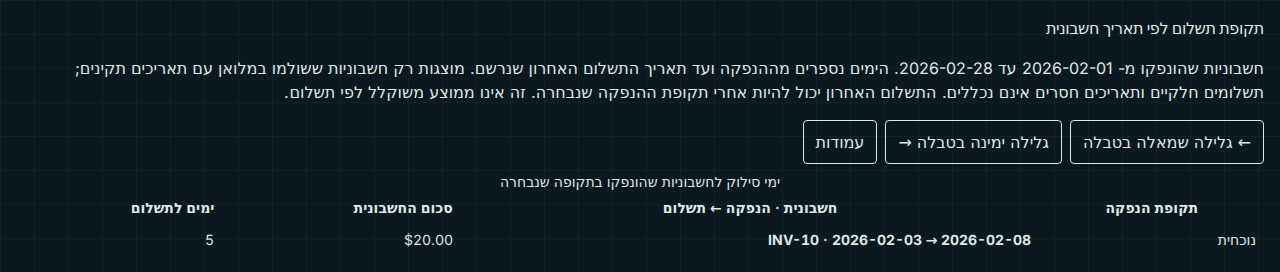 תקופת תשלום לפי תאריך חשבונית
חשבוניות שהונפקו מ- 2026-02-01 עד 2026-02-28. הימים נספרים מההנפקה ועד תאריך התשלום האחרון שנרשם. מוצגות רק חשבוניות ששולמו במלואן עם תאריכים תקינים;
תשלומים חלקיים ותאריכים חסרים אינם נכללים. התשלום האחרון יכול להיות אחרי תקופת ההנפקה שנבחרה. זה אינו ממוצע משוקלל לפי תשלום.
← גלילה שמאלה בטבלה גלילה ימינה בטבלה → עמודות
ימי סילוק לחשבוניות שהונפקו בתקופה שנבחרה
תקופת הנפקה חשבונית · הנפקה ← תשלום סכום החשבונית ימים לתשלום
נוכחית INV-10 · 2026-02-03 → 2026-02-08 $20.00 5